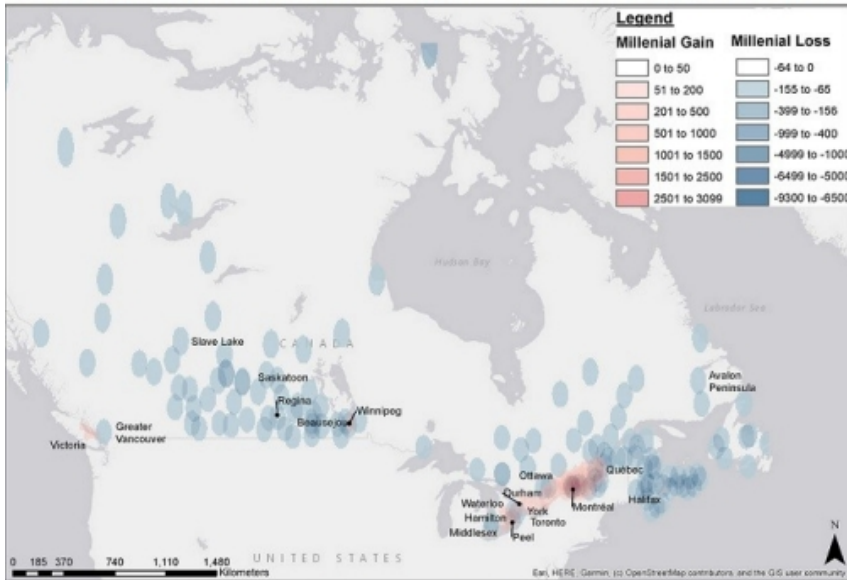 Legend
Millenial Gain Millenial Loss
0 to 50 -64 to 0
51 to 200 -155 to -65
201 to 500 -399 to -156
501 to 1000 -999 to -400
1001 to 1500 -4999 to -1000
1501 to 2500 -6499 to -5000
2501 to 3099 -9300 to -6500
Hudson Bay
Labrador Sea
Slave Lake
CANADA
Saskatoon
Avalon
Peninsula
Regina
Winnipeg
Beausejou
Greater
Vancouver
Victoria
Québec
Ottawa
Durham
Waterloo
Halifax
York
Montréal
Hamilton
Toronto
Middlesex
Peel
N
UNITED STATES
0 185 370 740 1,110 1,480
Kilometers
Esri, HERE, Garmin, (c) OpenStreetMap contributors, and the GIS user community